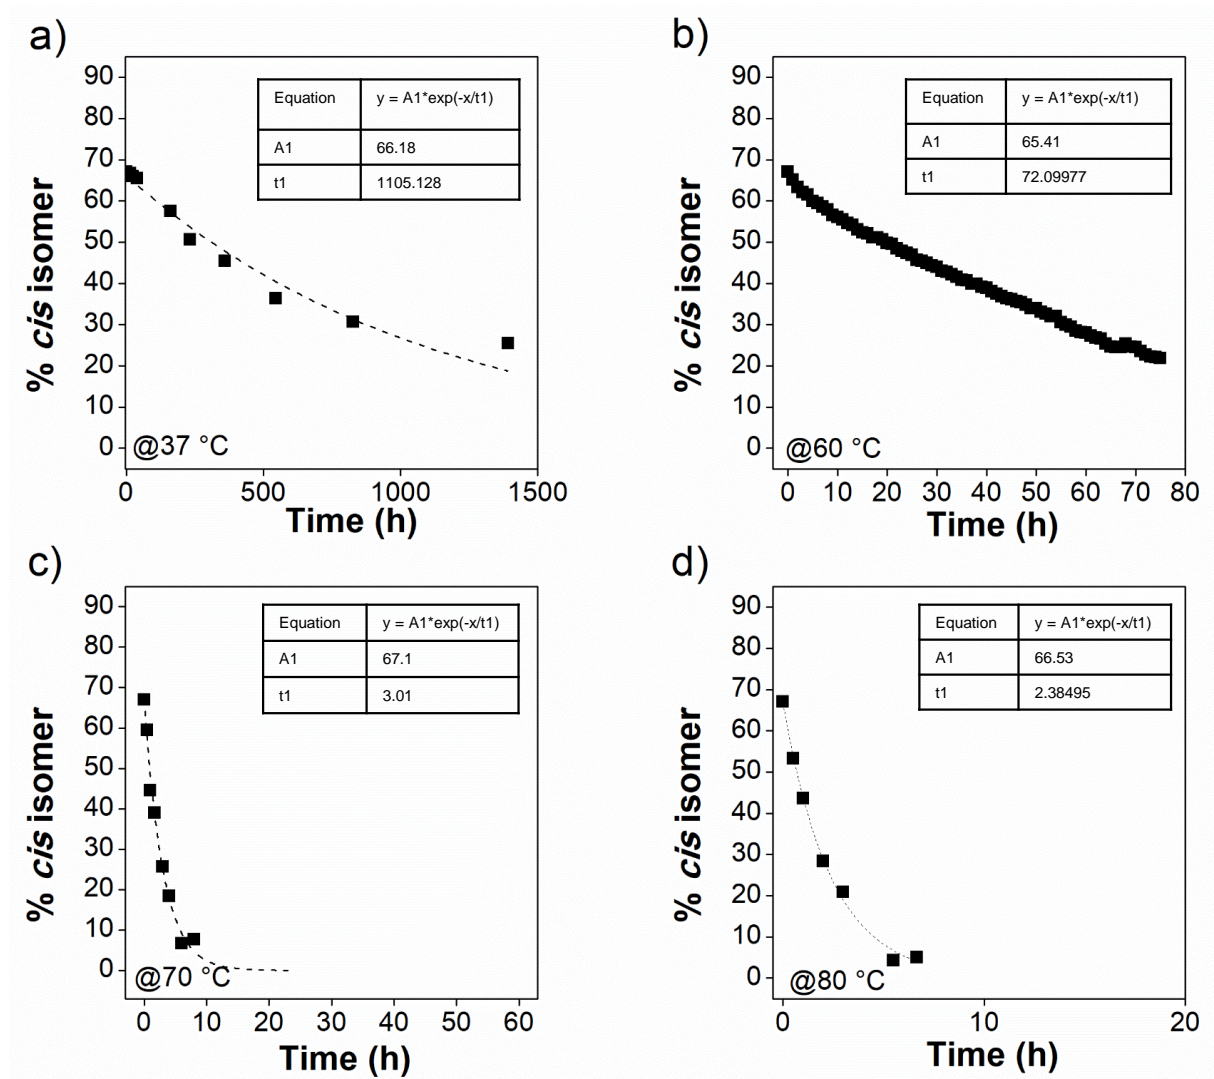 a)
90
80
70
60
50
40
30
20
10
0
% cis isomer
Equation y = A1*exp(-x/t1)
A1 66.18
t1 1105.128
@37 °C
0 500 1000 1500
Time (h)
b)
90
80
70
60
50
40
30
20
10
0
% cis isomer
Equation y = A1*exp(-x/t1)
A1 65.41
t1 72.09977
@60 °C
0 10 20 30 40 50 60 70 80
Time (h)
c)
90
80
70
60
50
40
30
20
10
0
% cis isomer
Equation y = A1*exp(-x/t1)
A1 67.1
t1 3.01
@70 °C
0 10 20 30 40 50 60
Time (h)
d)
90
80
70
60
50
40
30
20
10
0
% cis isomer
Equation y = A1*exp(-x/t1)
A1 66.53
t1 2.38495
@80 °C
0 10 20
Time (h)